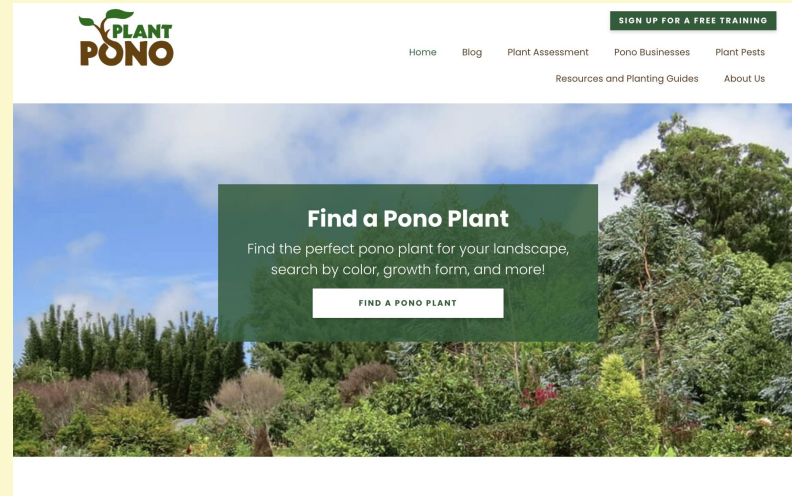 PLANT
PONO
SIGN UP FOR A FREE TRAINING
Home Blog Plant Assessment Pono Businesses Plant Pests
Resources and Planting Guides About Us
Find a Pono Plant
Find the perfect pono plant for your landscape,
search by color, growth form, and more!
FIND A PONO PLANT